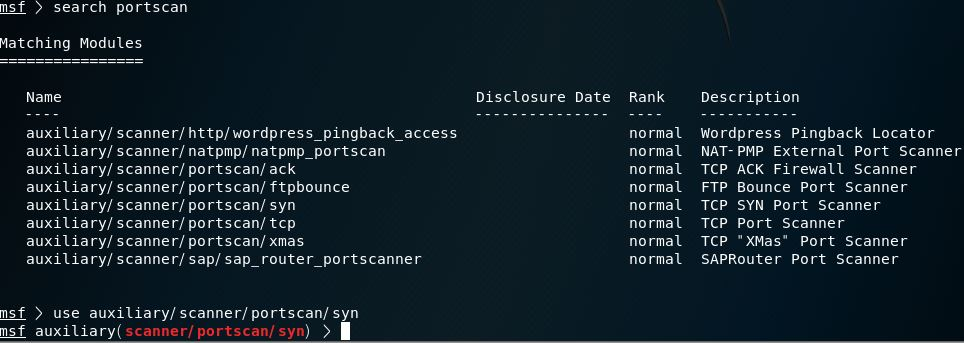 msf > search portscan
Matching Modules
================
Name Disclosure Date Rank Description
---- --------------- ---- -----------
auxiliary/scanner/http/wordpress_pingback_access normal Wordpress Pingback Locator
auxiliary/scanner/natpmp/natpmp_portscan normal NAT-PMP External Port Scanner
auxiliary/scanner/portscan/ack normal TCP ACK Firewall Scanner
auxiliary/scanner/portscan/ftpbounce normal FTP Bounce Port Scanner
auxiliary/scanner/portscan/syn normal TCP SYN Port Scanner
auxiliary/scanner/portscan/tcp normal TCP Port Scanner
auxiliary/scanner/portscan/xmas normal TCP "XMas" Port Scanner
auxiliary/scanner/sap/sap_router_portscanner normal SAPRouter Port Scanner
msf > use auxiliary/scanner/portscan/syn
msf auxiliary(scanner/portscan/syn) >